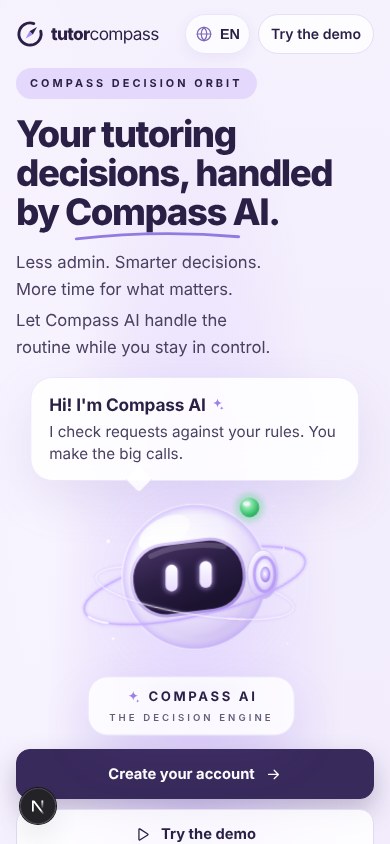 tutorcompass
EN
Try the demo
COMPASS DECISION ORBIT
Your tutoring
decisions, handled
by Compass AI.
Less admin. Smarter decisions.
More time for what matters.
Let Compass AI handle the
routine while you stay in control.
Hi! I'm Compass AI
I check requests against your rules. You
make the big calls.
COMPASS AI
THE DECISION ENGINE
Create your account →
N
Try the demo